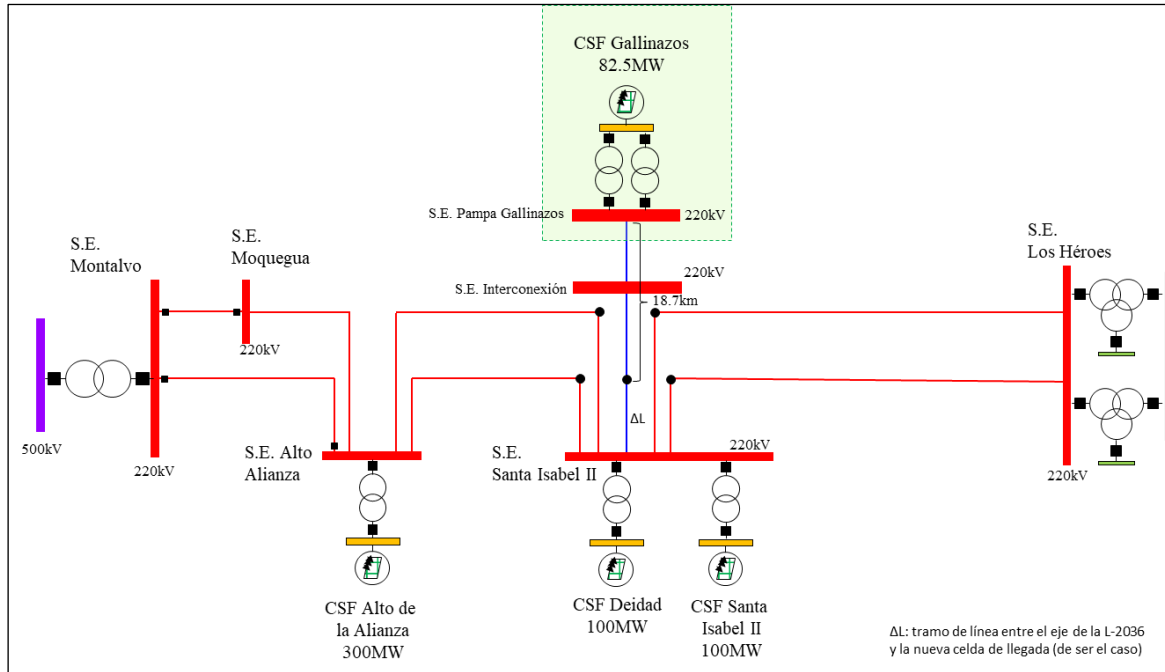 CSF Gallinazos
82.5MW
S.E. Pampa Gallinazos
220kV
S.E.
Montalvo
S.E.
Moquegua
220kV
S.E. Interconexión
18.7km
S.E.
Los Héroes
220kV
500kV
220kV
S.E. Alto
Alianza
S.E.
Santa Isabel II
ΔL
220kV
220kV
CSF Alto de
la Alianza
300MW
CSF Deidad
100MW
CSF Santa
Isabel II
100MW
ΔL: tramo de línea entre el eje de la L-2036
y la nueva celda de llegada (de ser el caso)